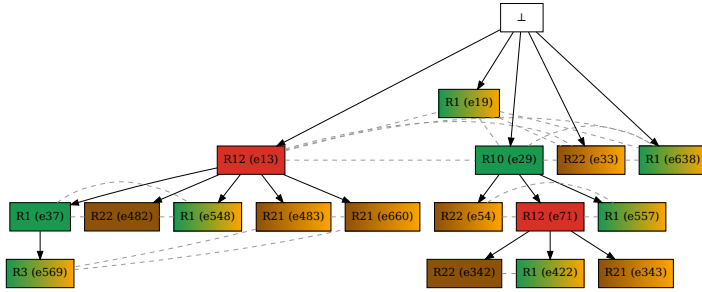 ⊥
R1 (e19)
R12 (e13)
R10 (e29)
R22 (e33)
R1 (e638)
R1 (e37)
R22 (e482)
R1 (e548)
R21 (e483)
R21 (e660)
R22 (e54)
R12 (e71)
R1 (e557)
R3 (e569)
R22 (e342)
R1 (e422)
R21 (e343)